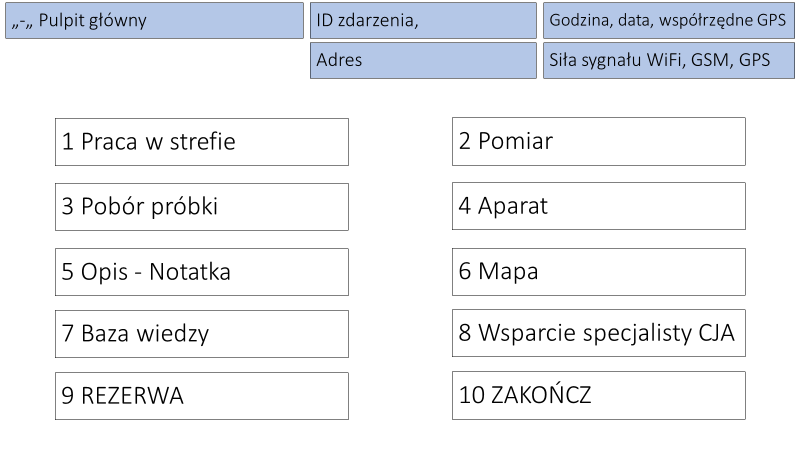 „-„ Pulpit główny
ID zdarzenia,
Godzina, data, współrzędne GPS
Adres
Siła sygnału WiFi, GSM, GPS
1 Praca w strefie
2 Pomiar
3 Pobór próbki
4 Aparat
5 Opis - Notatka
6 Mapa
7 Baza wiedzy
8 Wsparcie specjalisty CJA
9 REZERWA
10 ZAKOŃCZ